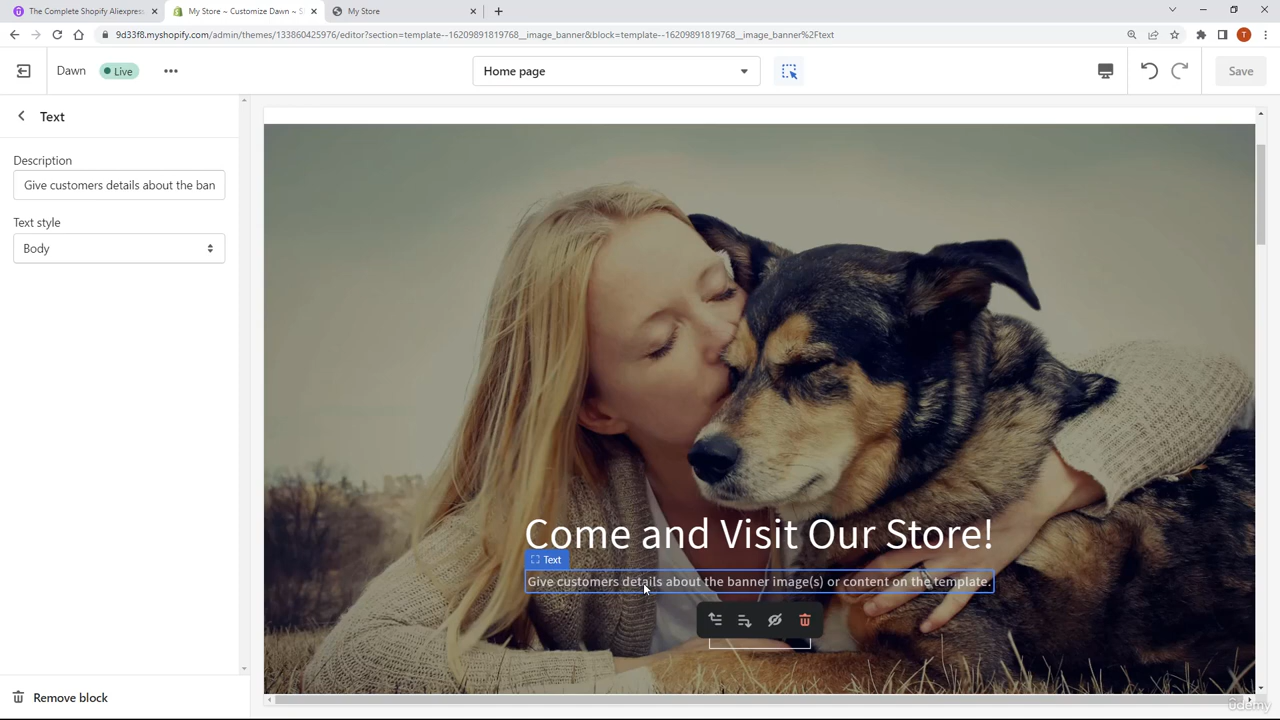 The Complete Shopify Aliexpres
My Store ~ Customize Dawn ~ S
My Store
9d33f8.myshopify.com/admin/themes/133860425976/editor?section=template--16209891819768__image_banner&block=template--16209891819768__image_banner%2Ftext
T
Dawn
Live
Home page
Save
Text
Description
Give customers details about the ban
Text style
Body
Come and Visit Our Store!
Text
Give customers details about the banner image(s) or content on the template.
Remove block
ûdemy